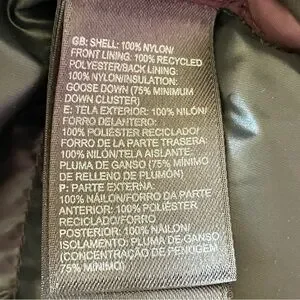 GB: SHELL: 100% NYLON/
FRONT LINING: 100% RECYCLED
POLYESTER/BACK LINING:
100% NYLON/INSULATION:
GOOSE DOWN (75% MINIMUM
DOWN CLUSTER)
E: TELA EXTERIOR: 100% NILÓN/
FORRO DELANTERO:
100% POLIÉSTER RECICLADO/
FORRO DE LA PARTE TRASERA:
100% NILÓN/TELA AISLANTE:
PLUMA DE GANSO (75% MÍNIMO
DE RELLENO DE PLUMÓN)
P: PARTE EXTERNA:
100% NÁILON/FORRO DA PARTE
ANTERIOR: 100% POLIÉSTER
RECICLADO/FORRO
POSTERIOR: 100% NÁILON/
ISOLAMENTO: PLUMA DE GANSO
(CONCENTRAÇÃO DE PENUGEM
75% MÍNIMO)